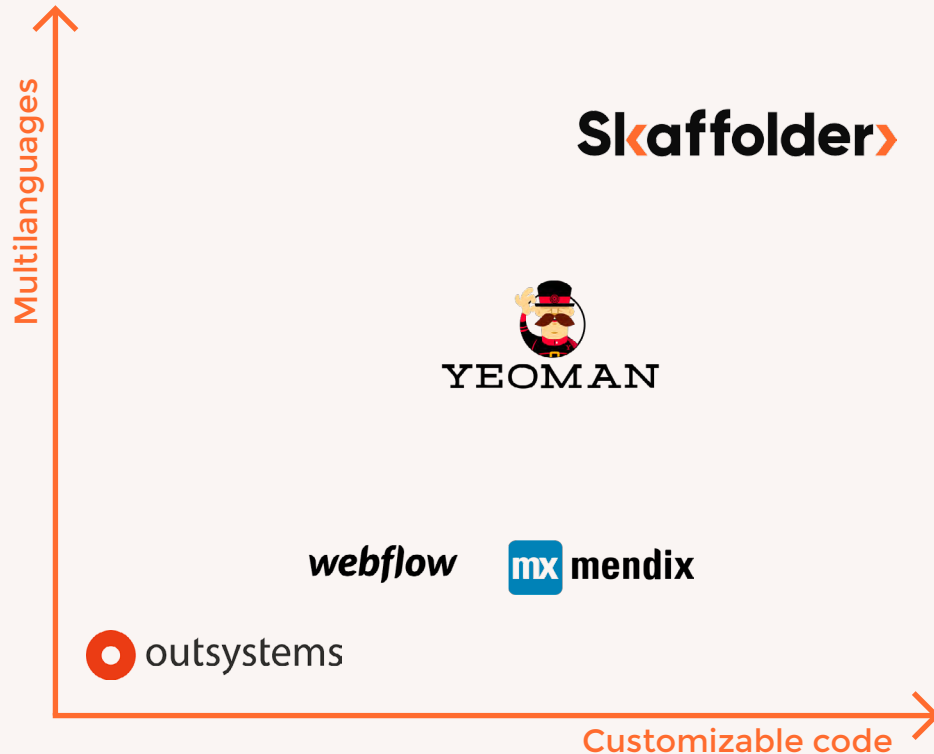 Multilanguages
Skaffolder
YEOMAN
webflow
mx mendix
outsystems
Customizable code